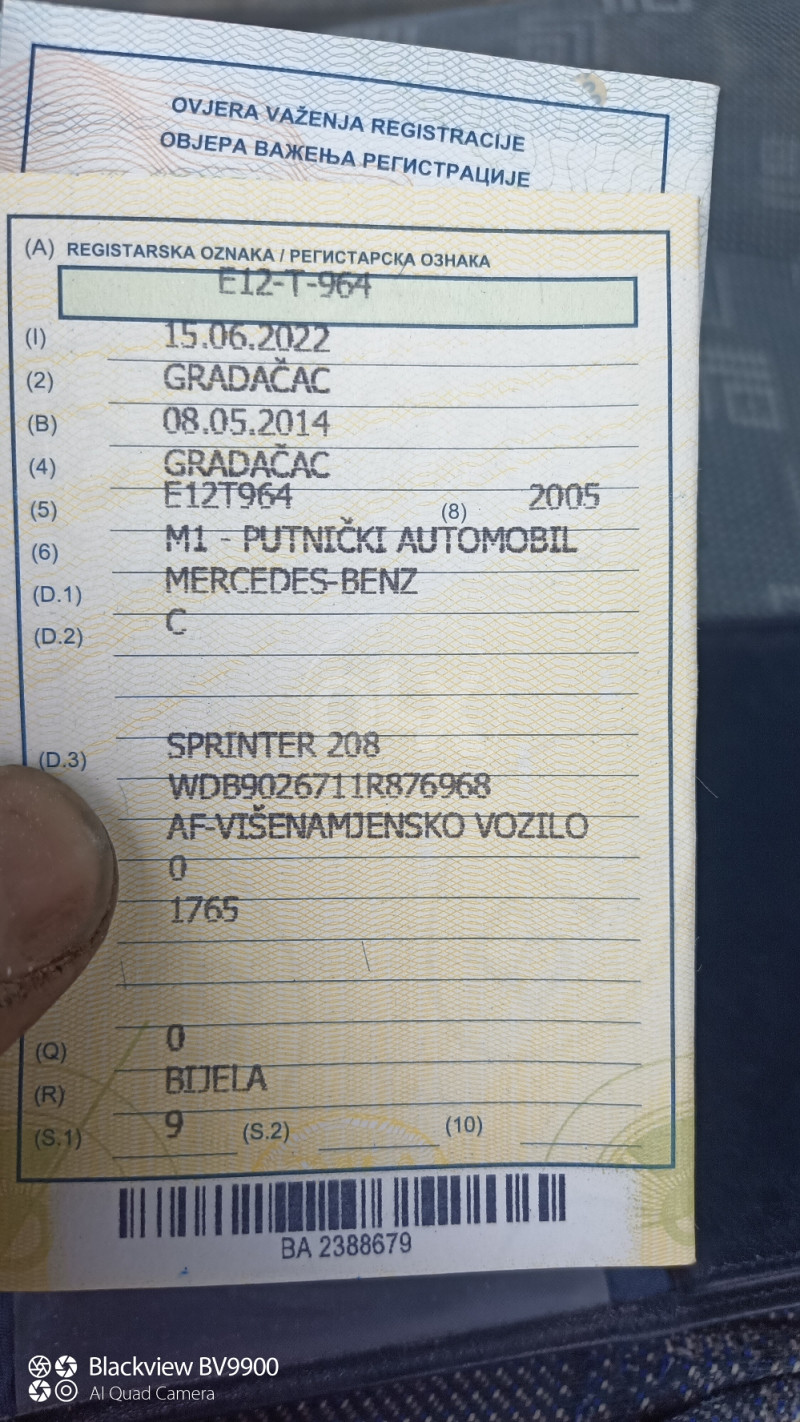 OVJERA VAŽENJA REGISTRACIJE
ОВЈЕРА ВАЖЕЊА РЕГИСТРАЦИЈЕ
(A) REGISTARSKA OZNAKA / РЕГИСТАРСКА ОЗНАКА
E12-T-964
(I) 15.06.2022
(2) GRADAČAC
(B) 08.05.2014
(4) GRADAČAC
(5) E12T964 (8) 2005
(6) M1 - PUTNIČKI AUTOMOBIL
(D.1) MERCEDES-BENZ
(D.2) C
(D.3) SPRINTER 208
WDB9026711R876968
AF-VIŠENAMJENSKO VOZILO
0
1765
(Q) 0
(R) BIJELA
(S.1) 9 (S.2) (10)
BA 2388679
Blackview BV9900
AI Quad Camera